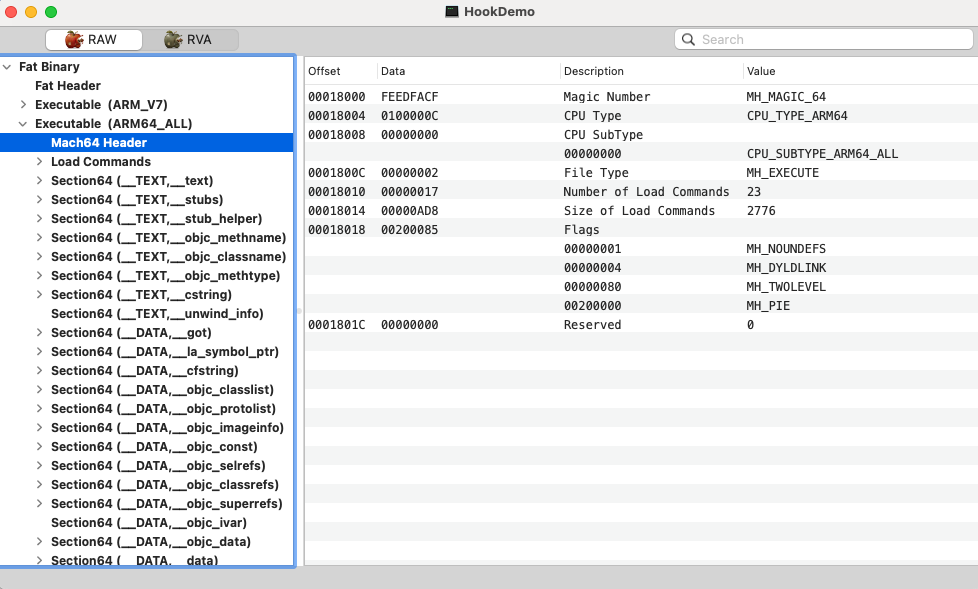 HookDemo
RAW RVA Search
Fat Binary
Fat Header
Executable (ARM_V7)
Executable (ARM64_ALL)
Mach64 Header
Load Commands
Section64 (__TEXT,__text)
Section64 (__TEXT,__stubs)
Section64 (__TEXT,__stub_helper)
Section64 (__TEXT,__objc_methname)
Section64 (__TEXT,__objc_classname)
Section64 (__TEXT,__objc_methtype)
Section64 (__TEXT,__cstring)
Section64 (__TEXT,__unwind_info)
Section64 (__DATA,__got)
Section64 (__DATA,__la_symbol_ptr)
Section64 (__DATA,__cfstring)
Section64 (__DATA,__objc_classlist)
Section64 (__DATA,__objc_protolist)
Section64 (__DATA,__objc_imageinfo)
Section64 (__DATA,__objc_const)
Section64 (__DATA,__objc_selrefs)
Section64 (__DATA,__objc_classrefs)
Section64 (__DATA,__objc_superrefs)
Section64 (__DATA,__objc_ivar)
Section64 (__DATA,__objc_data)
Section64 (__DATA,__data)
Offset Data Description Value
00018000 FEEDFACF Magic Number MH_MAGIC_64
00018004 0100000C CPU Type CPU_TYPE_ARM64
00018008 00000000 CPU SubType
00000000 CPU_SUBTYPE_ARM64_ALL
0001800C 00000002 File Type MH_EXECUTE
00018010 00000017 Number of Load Commands 23
00018014 00000AD8 Size of Load Commands 2776
00018018 00200085 Flags
00000001 MH_NOUNDEFS
00000004 MH_DYLDLINK
00000080 MH_TWOLEVEL
00200000 MH_PIE
0001801C 00000000 Reserved 0